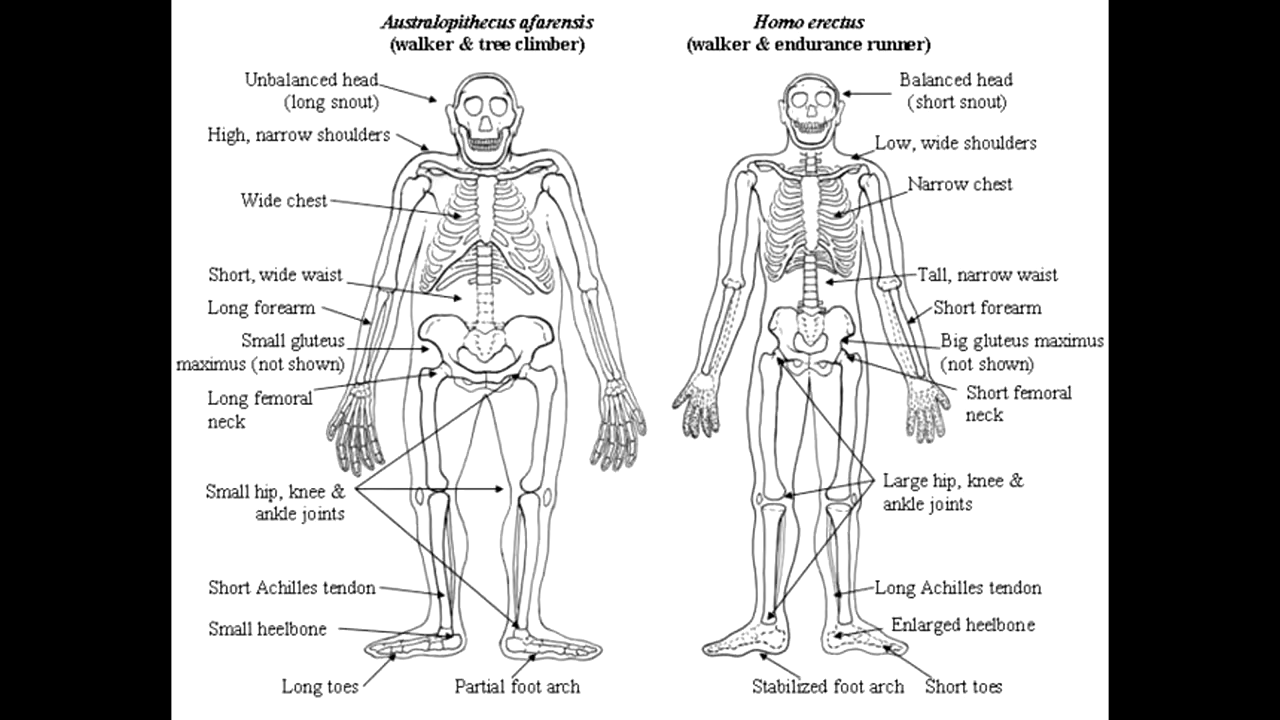 Australopithecus afarensis
(walker & tree climber)
Unbalanced head
(long snout)
High, narrow shoulders
Wide chest
Short, wide waist
Long forearm
Small gluteus
maximus (not shown)
Long femoral
neck
Small hip, knee &
ankle joints
Short Achilles tendon
Small heelbone
Long toes
Partial foot arch
Homo erectus
(walker & endurance runner)
Balanced head
(short snout)
Low, wide shoulders
Narrow chest
Tall, narrow waist
Short forearm
Big gluteus maximus
(not shown)
Short femoral
neck
Large hip, knee &
ankle joints
Long Achilles tendon
Enlarged heelbone
Stabilized foot arch
Short toes